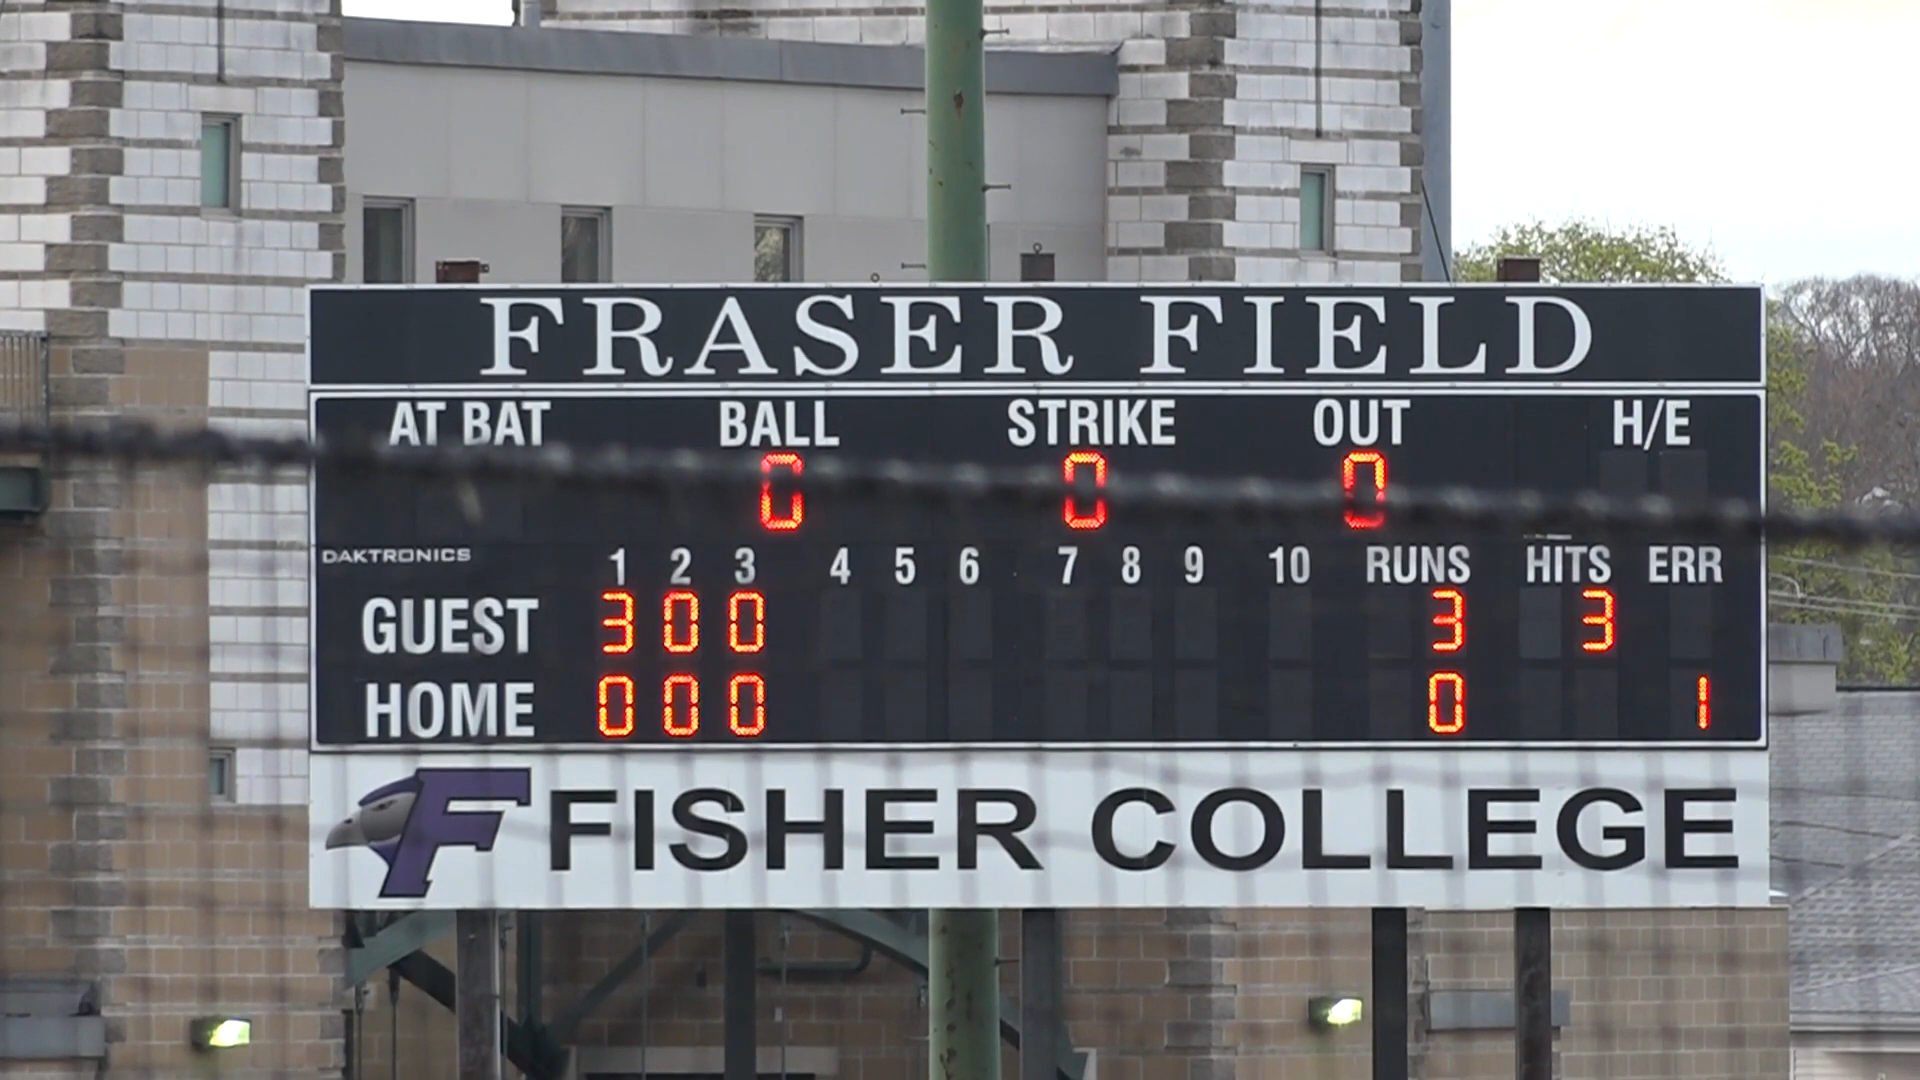 FRASER FIELD
AT BAT BALL STRIKE OUT H/E
0 0 0
DAKTRONICS 1 2 3 4 5 6 7 8 9 10 RUNS HITS ERR
GUEST 3 0 0 3 3
HOME 0 0 0 0 1
F FISHER COLLEGE